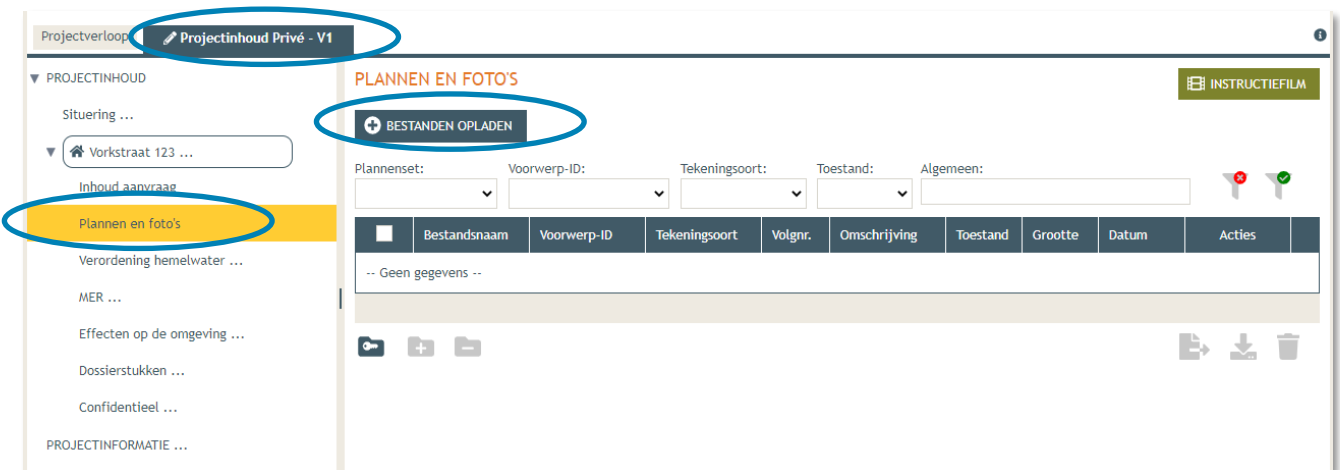 Projectverloop
Projectinhoud Privé - V1
PROJECTINHOUD
Situering ...
Vorkstraat 123 ...
Inhoud aanvraag
Plannen en foto's
Verordening hemelwater ...
MER ...
Effecten op de omgeving ...
Dossierstukken ...
Confidentieel ...
PROJECTINFORMATIE ...
PLANNEN EN FOTO'S
INSTRUCTIEFILM
BESTANDEN OPLADEN
Plannenset: Voorwerp-ID: Tekeningsoort: Toestand: Algemeen:
Bestandsnaam Voorwerp-ID Tekeningsoort Volgnr. Omschrijving Toestand Grootte Datum Acties
-- Geen gegevens --